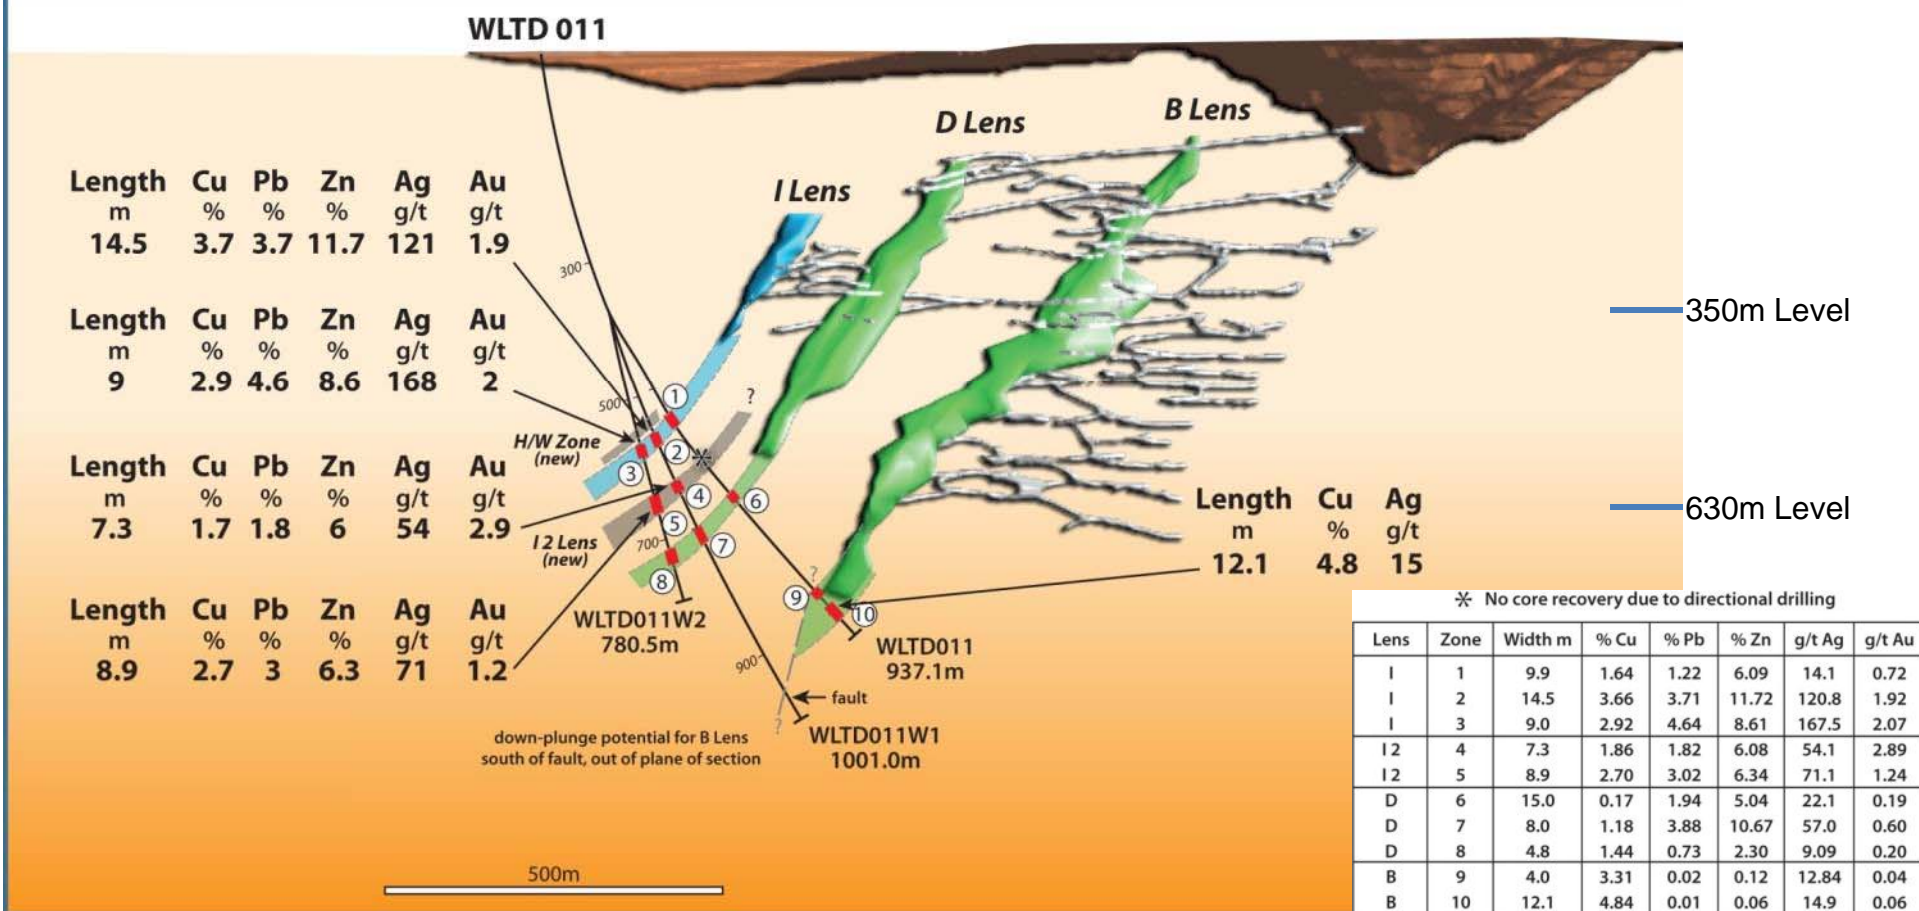 WLTD 011
D Lens
B Lens
I Lens
Length Cu Pb Zn Ag Au
m % % % g/t g/t
14.5 3.7 3.7 11.7 121 1.9
300
350m Level
Length Cu Pb Zn Ag Au
m % % % g/t g/t
9 2.9 4.6 8.6 168 2
500
1
?
H/W Zone
(new)
2
3
Length Cu Pb Zn Ag Au
m % % % g/t g/t
7.3 1.7 1.8 6 54 2.9
4
6
5
I 2 Lens
(new)
700
7
8
Length Cu Ag
m % g/t
12.1 4.8 15
630m Level
Length Cu Pb Zn Ag Au
m % % % g/t g/t
8.9 2.7 3 6.3 71 1.2
?
9
10
WLTD011W2
780.5m
WLTD011
937.1m
900
fault
?
WLTD011W1
1001.0m
down-plunge potential for B Lens
south of fault, out of plane of section
500m
✳ No core recovery due to directional drilling
Lens Zone Width m % Cu % Pb % Zn g/t Ag g/t Au
I 1 9.9 1.64 1.22 6.09 14.1 0.72
I 2 14.5 3.66 3.71 11.72 120.8 1.92
I 3 9.0 2.92 4.64 8.61 167.5 2.07
I 2 4 7.3 1.86 1.82 6.08 54.1 2.89
I 2 5 8.9 2.70 3.02 6.34 71.1 1.24
D 6 15.0 0.17 1.94 5.04 22.1 0.19
D 7 8.0 1.18 3.88 10.67 57.0 0.60
D 8 4.8 1.44 0.73 2.30 9.09 0.20
B 9 4.0 3.31 0.02 0.12 12.84 0.04
B 10 12.1 4.84 0.01 0.06 14.9 0.06